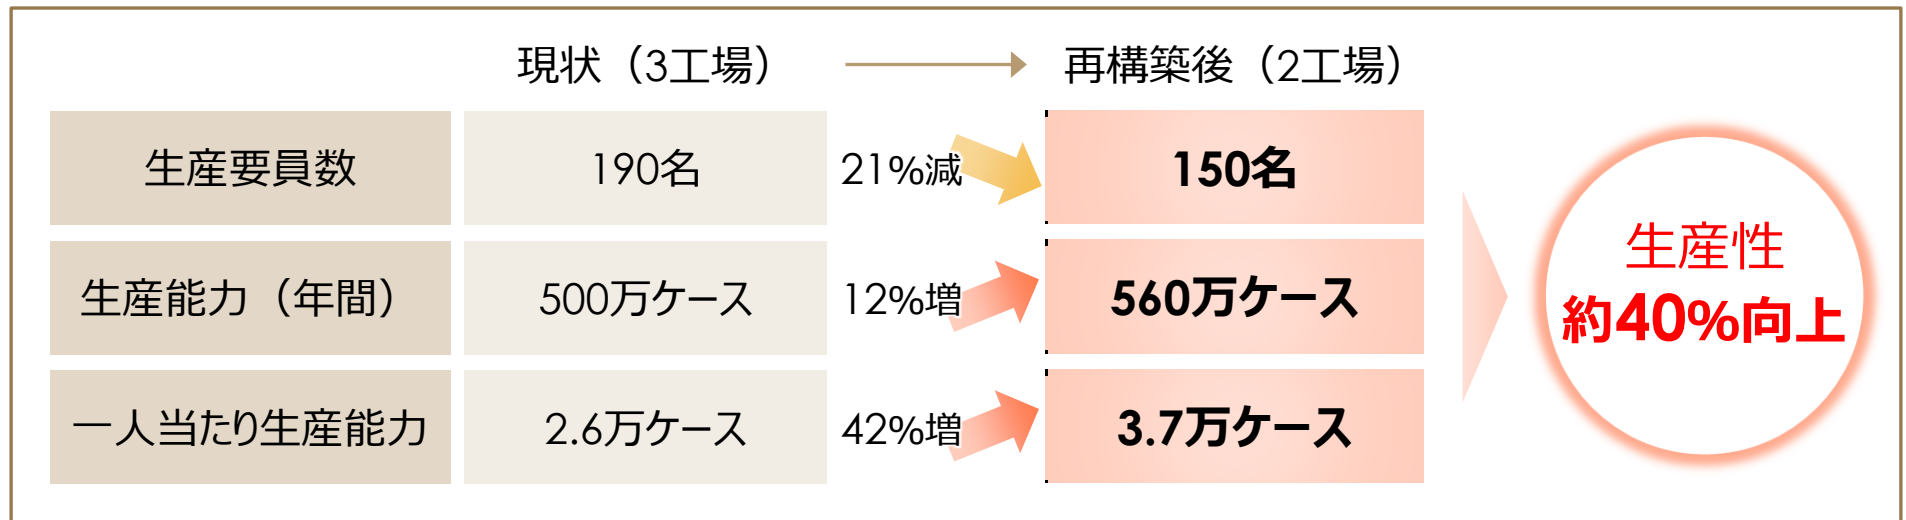 現状（3工場） 再構築後（2工場）
生産要員数 190名 21%減 150名
生産能力（年間） 500万ケース 12%増 560万ケース
一人当たり生産能力 2.6万ケース 42%増 3.7万ケース
生産性
約40%向上